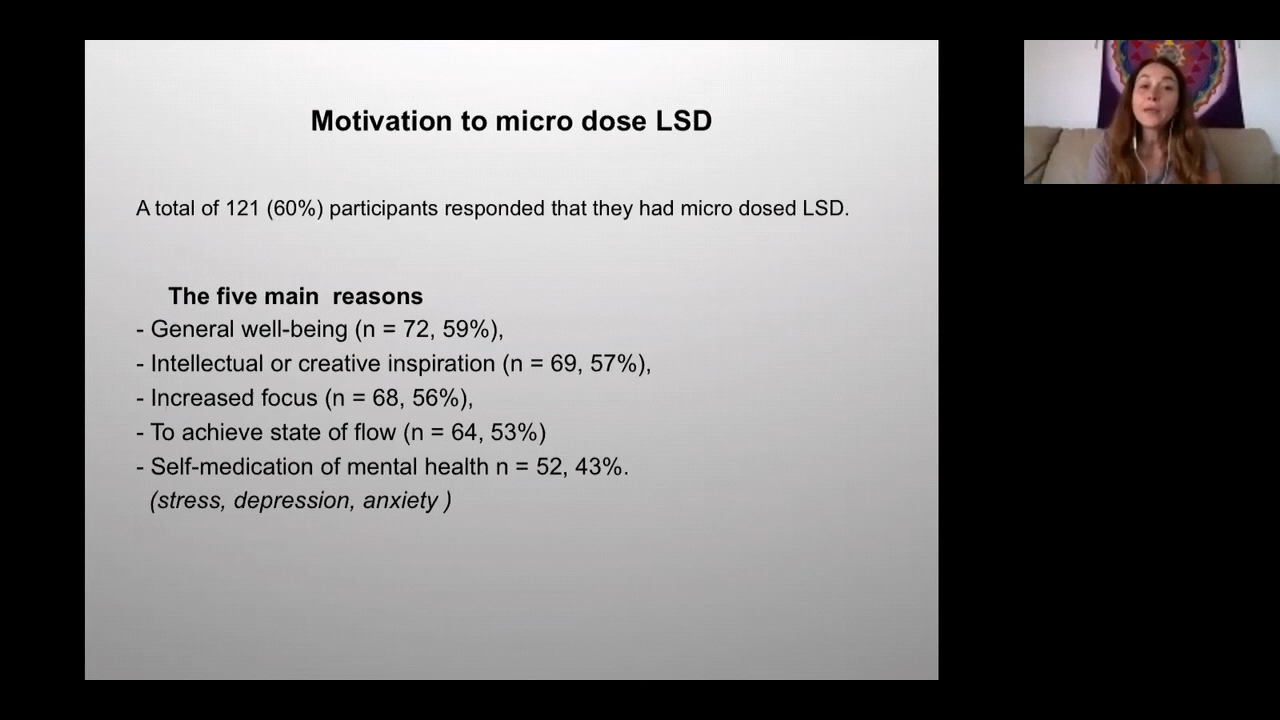 Motivation to micro dose LSD
A total of 121 (60%) participants responded that they had micro dosed LSD.
The five main  reasons
- General well-being (n = 72, 59%),
- Intellectual or creative inspiration (n = 69, 57%),
- Increased focus (n = 68, 56%),
- To achieve state of flow (n = 64, 53%)
- Self-medication of mental health n = 52, 43%.
(stress, depression, anxiety )